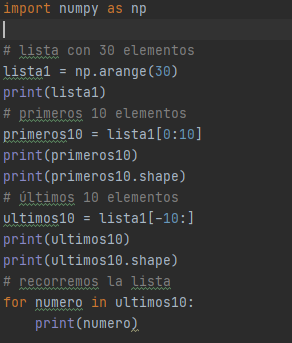 import numpy as np
# lista con 30 elementos
lista1 = np.arange(30)
print(lista1)
# primeros 10 elementos
primeros10 = lista1[0:10]
print(primeros10)
print(primeros10.shape)
# últimos 10 elementos
ultimos10 = lista1[-10:]
print(ultimos10)
print(ultimos10.shape)
# recorremos la lista
for numero in ultimos10:
    print(numero)